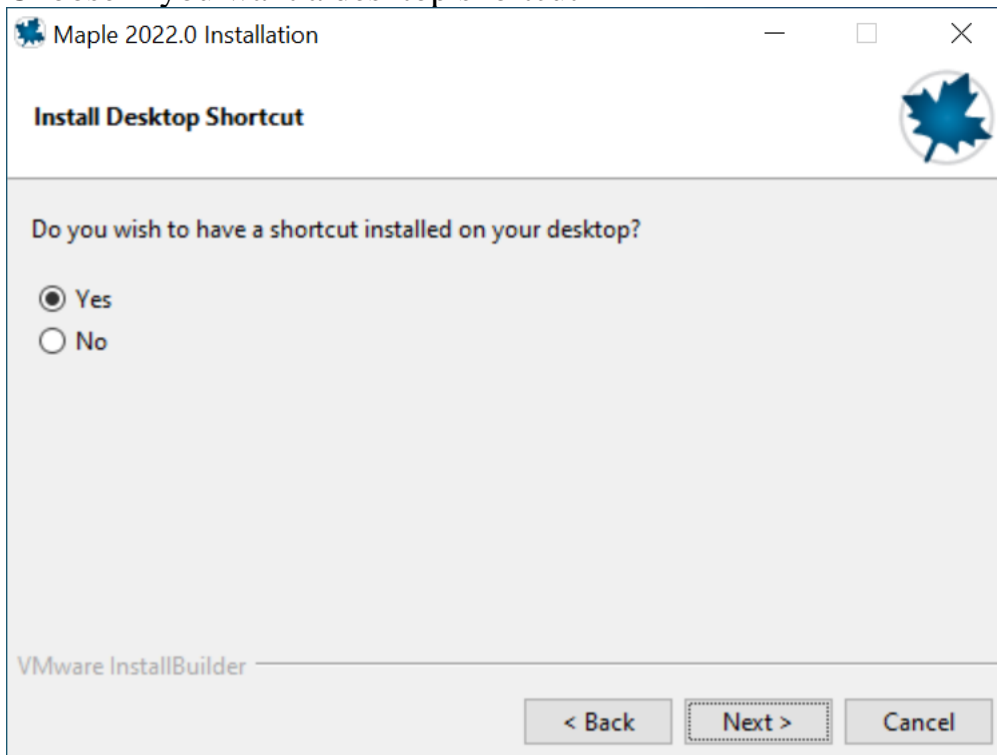 Maple 2022.0 Installation
Install Desktop Shortcut
Do you wish to have a shortcut installed on your desktop?
Yes
No
VMware InstallBuilder
< Back Next > Cancel